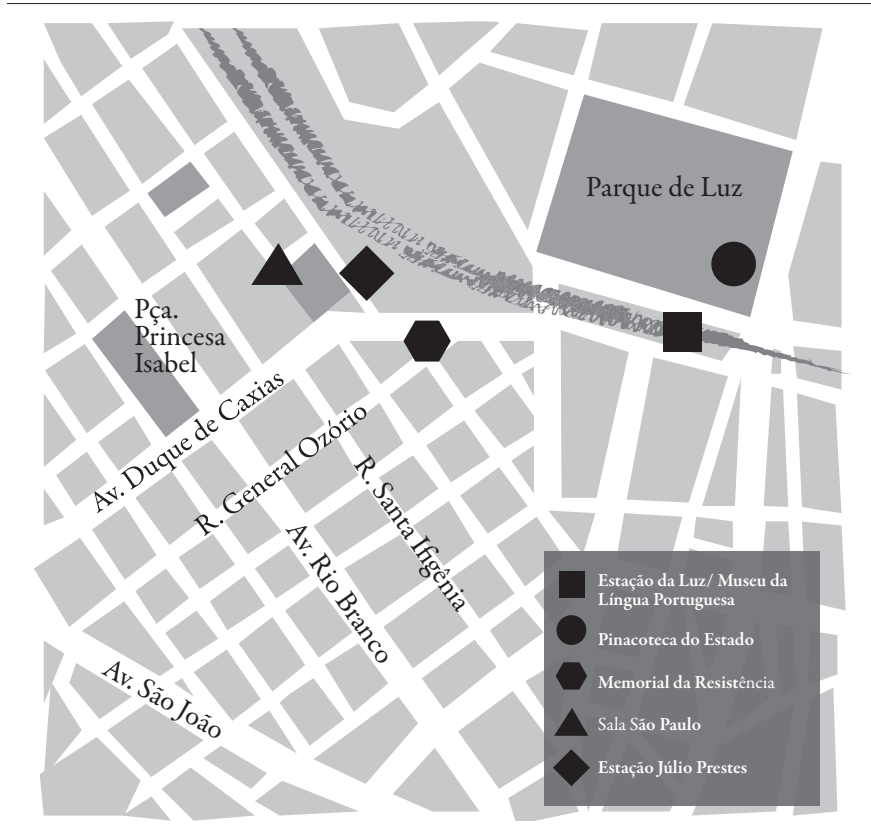 Parque de Luz
Pça.
Princesa
Isabel
Av. Duque de Caxias
R. General Ozório
R. Santa Ifigênia
Av. Rio Branco
Av. São João
Estação da Luz/ Museu da
Língua Portuguesa
Pinacoteca do Estado
Memorial da Resistência
Sala São Paulo
Estação Júlio Prestes